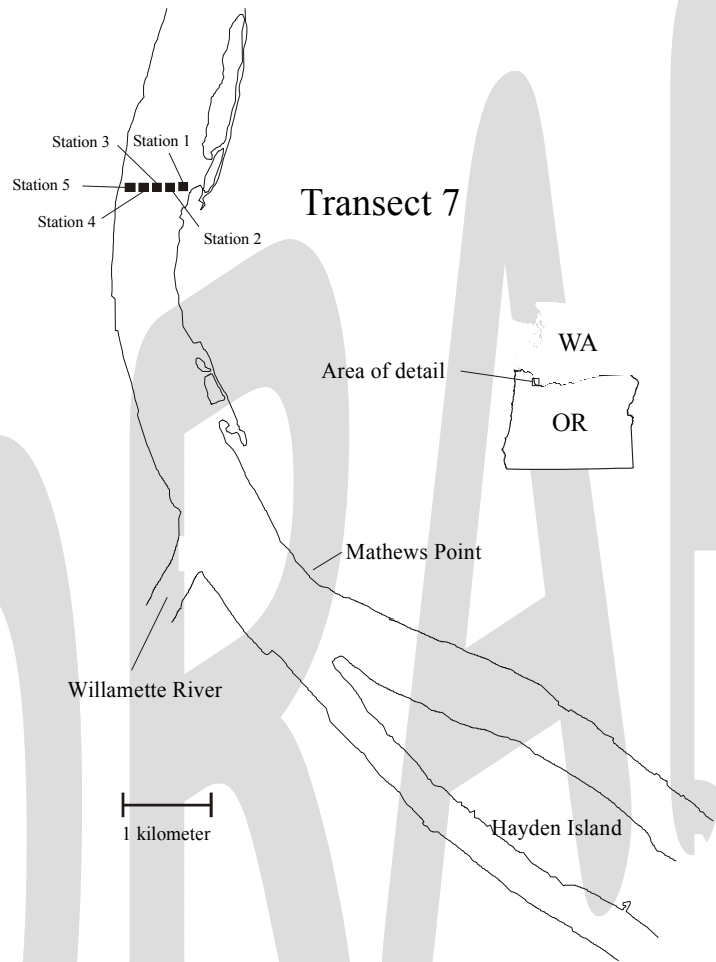 Station 3
Station 1
Station 5
Station 4
Station 2
Transect 7
WA
Area of detail
OR
Mathews Point
Willamette River
1 kilometer
Hayden Island
DRAF